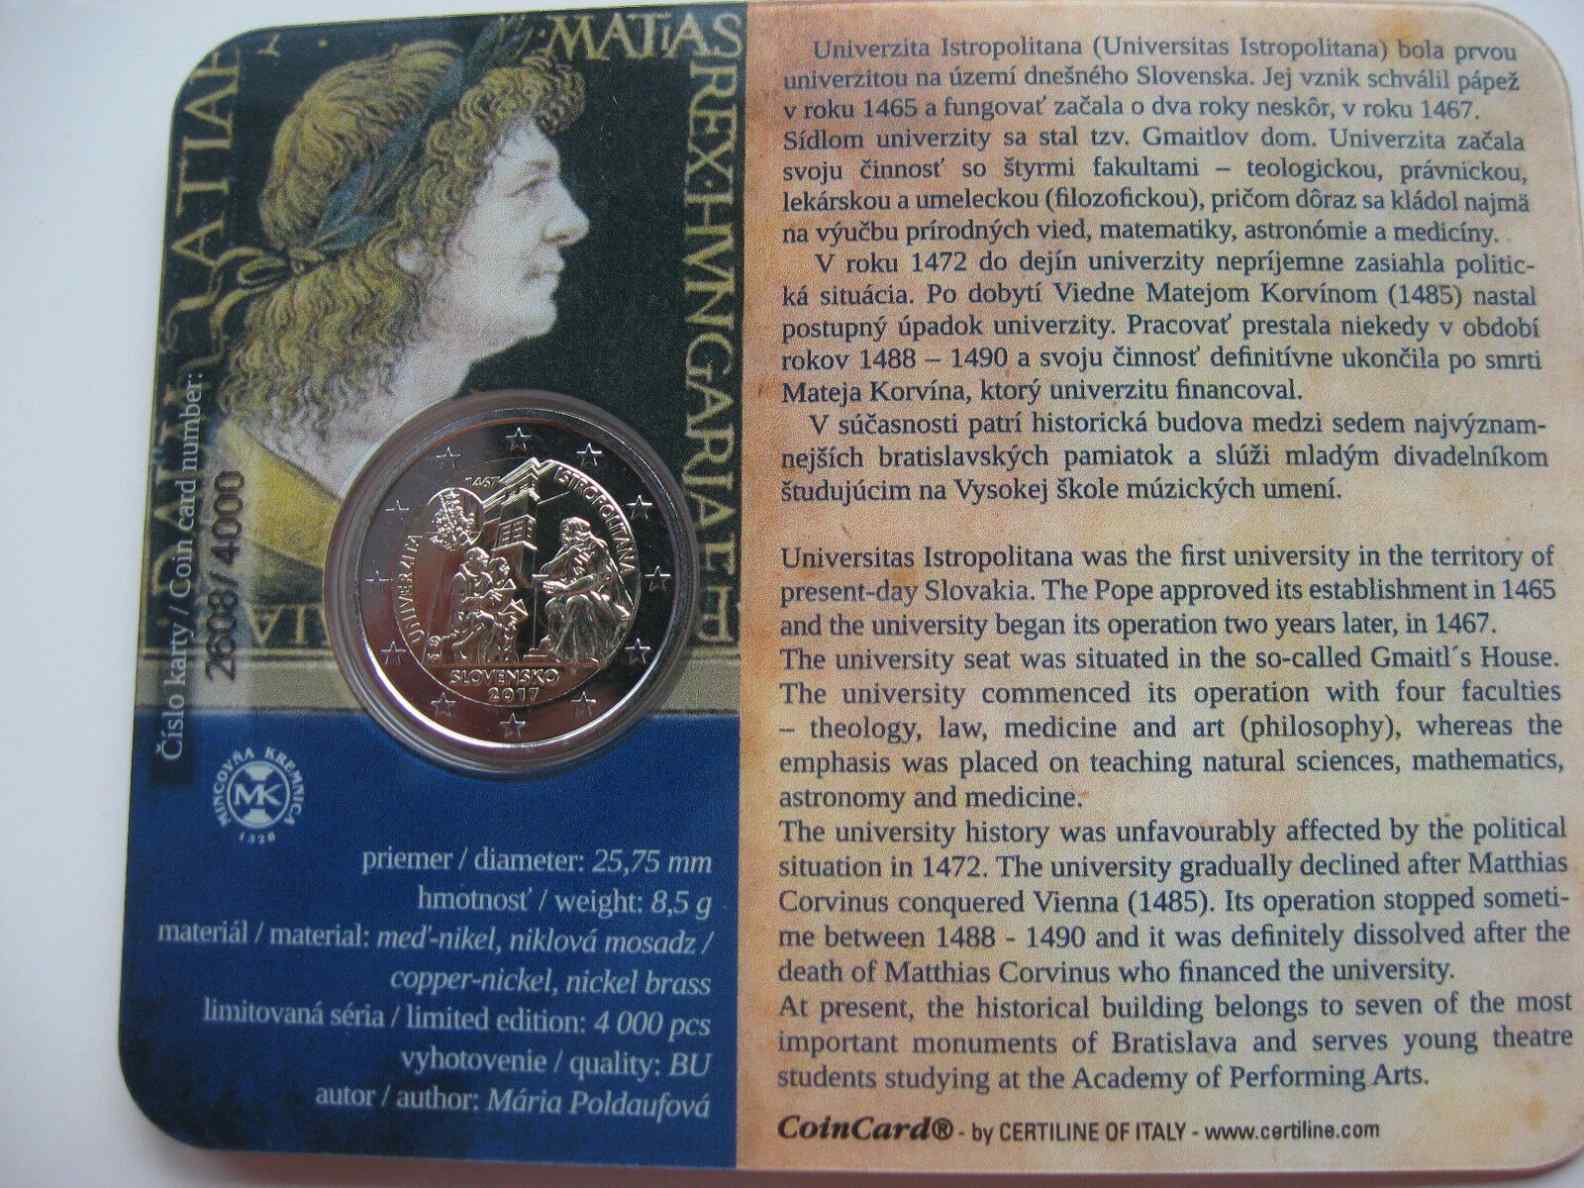 MATiAS
REX·HVNGARIAE
ATIAH
Číslo karty / Coin card number:
2608/4000
1467
UNIVERZITA
ISTROPOLITANA
SLOVENSKO
2017
MINCOVŇA KREMNICA
MK
1328
priemer / diameter: 25,75 mm
hmotnosť / weight: 8,5 g
materiál / material: meď-nikel, niklová mosadz /
copper-nickel, nickel brass
limitovaná séria / limited edition: 4 000 pcs
vyhotovenie / quality: BU
autor / author: Mária Poldaufová
Univerzita Istropolitana (Universitas Istropolitana) bola prvou
univerzitou na území dnešného Slovenska. Jej vznik schválil pápež
v roku 1465 a fungovať začala o dva roky neskôr, v roku 1467.
Sídlom univerzity sa stal tzv. Gmaitlov dom. Univerzita začala
svoju činnosť so štyrmi fakultami – teologickou, právnickou,
lekárskou a umeleckou (filozofickou), pričom dôraz sa kládol najmä
na výučbu prírodných vied, matematiky, astronómie a medicíny.
V roku 1472 do dejín univerzity nepríjemne zasiahla politic-
ká situácia. Po dobytí Viedne Matejom Korvínom (1485) nastal
postupný úpadok univerzity. Pracovať prestala niekedy v období
rokov 1488 – 1490 a svoju činnosť definitívne ukončila po smrti
Mateja Korvína, ktorý univerzitu financoval.
V súčasnosti patrí historická budova medzi sedem najvýznam-
nejších bratislavských pamiatok a slúži mladým divadelníkom
študujúcim na Vysokej škole múzických umení.
Universitas Istropolitana was the first university in the territory of
present-day Slovakia. The Pope approved its establishment in 1465
and the university began its operation two years later, in 1467.
The university seat was situated in the so-called Gmaitl´s House.
The university commenced its operation with four faculties
– theology, law, medicine and art (philosophy), whereas the
emphasis was placed on teaching natural sciences, mathematics,
astronomy and medicine.
The university history was unfavourably affected by the political
situation in 1472. The university gradually declined after Matthias
Corvinus conquered Vienna (1485). Its operation stopped someti-
me between 1488 - 1490 and it was definitely dissolved after the
death of Matthias Corvinus who financed the university.
At present, the historical building belongs to seven of the most
important monuments of Bratislava and serves young theatre
students studying at the Academy of Performing Arts.
CoinCard® - by CERTILINE OF ITALY - www.certiline.com